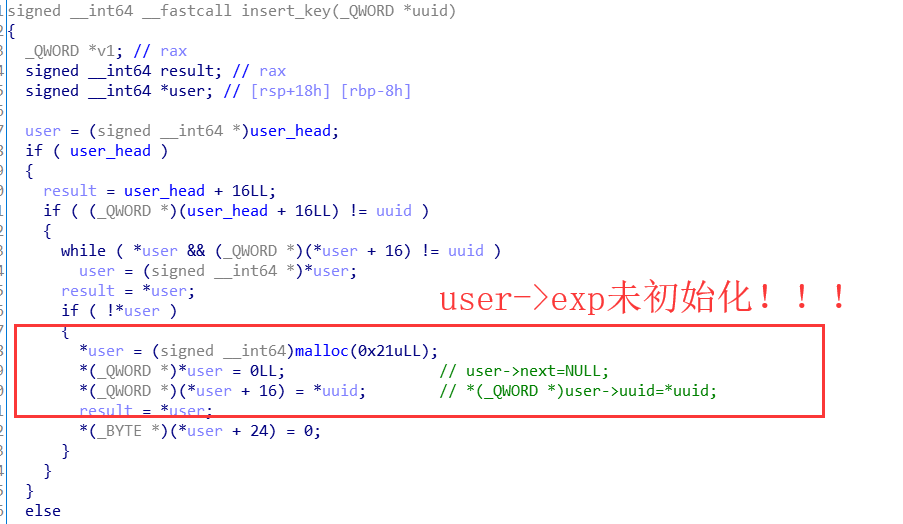 signed __int64 __fastcall insert_key(_QWORD *uuid)
{
_QWORD *v1; // rax
signed __int64 result; // rax
signed __int64 *user; // [rsp+18h] [rbp-8h]
user = (signed __int64 *)user_head;
if ( user_head )
{
result = user_head + 16LL;
if ( (_QWORD *)(user_head + 16LL) != uuid )
{
while ( *user && (_QWORD *)(*user + 16) != uuid )
user = (signed __int64 *)*user;
result = *user;
user->exp未初始化！！！
if ( !*user )
{
*user = (signed __int64)malloc(0x21uLL);
*(_QWORD *)*user = 0LL; // user->next=NULL;
*(_QWORD *)(*user + 16) = *uuid; // *(_QWORD *)user->uuid=*uuid;
result = *user;
*(_BYTE *)(*user + 24) = 0;
}
}
}
else